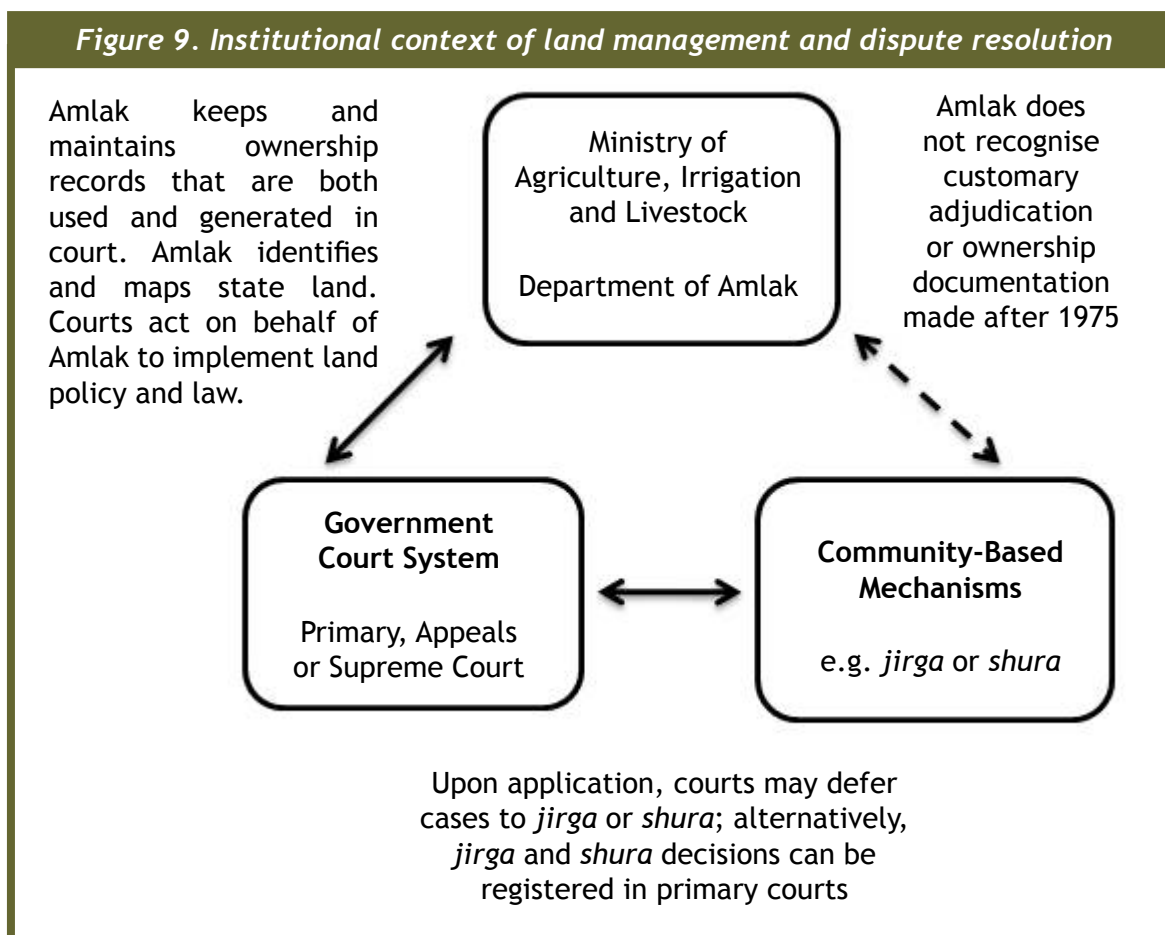 Figure 9. Institutional context of land management and dispute resolution
Amlak keeps and
maintains ownership
records that are both
used and generated in
court. Amlak identifies
and maps state land.
Courts act on behalf of
Amlak to implement land
policy and law.
Ministry of
Agriculture, Irrigation
and Livestock
Department of Amlak
Amlak does
not recognise
customary
adjudication
or ownership
documentation
made after 1975
Government
Court System
Primary, Appeals
or Supreme Court
Community-Based
Mechanisms
e.g. jirga or shura
Upon application, courts may defer
cases to jirga or shura; alternatively,
jirga and shura decisions can be
registered in primary courts